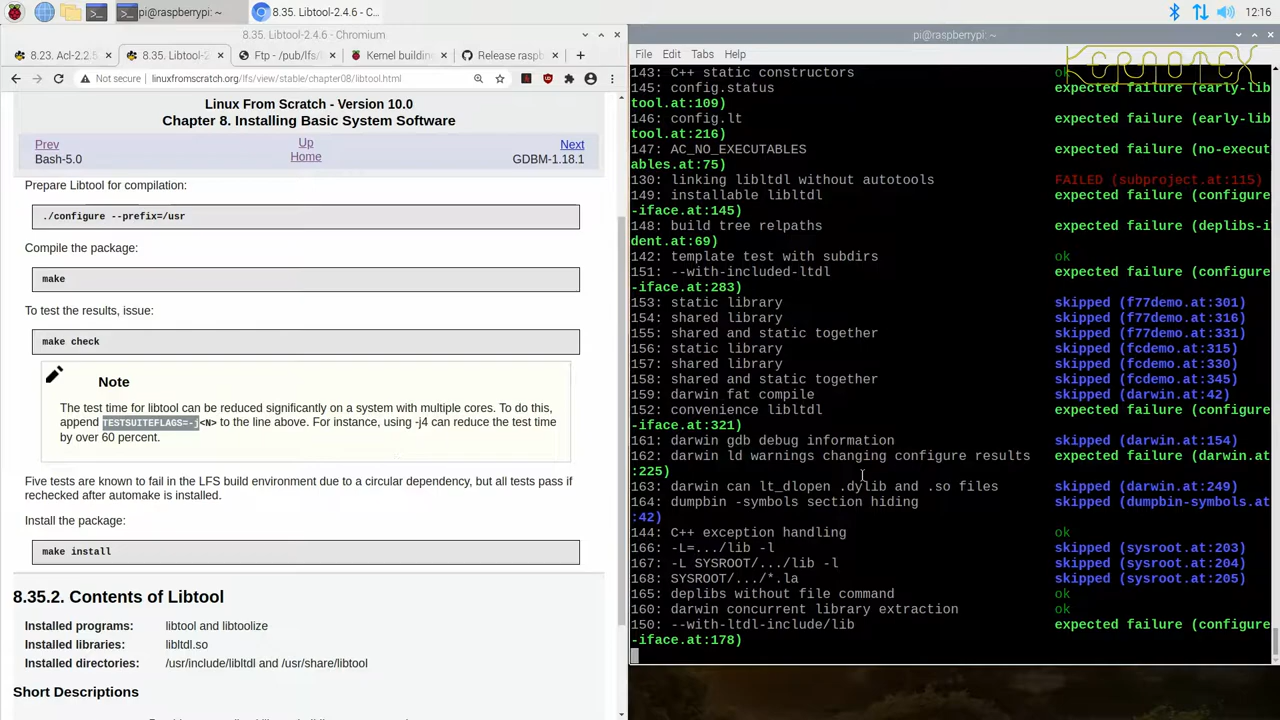 pi@raspberrypi: ~
8.35. Libtool-2.4.6 - C...
12:16
8.35. Libtool-2.4.6 - Chromium
8.23. Acl-2.2.5
8.35. Libtool-2
Ftp - pub/lfs/
Kernel building
Release raspb
Not secure | linuxfromscratch.org/lfs/view/stable/chapter08/libtool.html
Linux From Scratch - Version 10.0
Chapter 8. Installing Basic System Software
Prev
Up
Next
Bash-5.0
Home
GDBM-1.18.1
Prepare Libtool for compilation:
./configure --prefix=/usr
Compile the package:
make
To test the results, issue:
make check
Note
The test time for libtool can be reduced significantly on a system with multiple cores. To do this,
append TESTSUITEFLAGS=-j<N> to the line above. For instance, using -j4 can reduce the test time
by over 60 percent.
Five tests are known to fail in the LFS build environment due to a circular dependency, but all tests pass if
rechecked after automake is installed.
Install the package:
make install
8.35.2. Contents of Libtool
Installed programs: libtool and libtoolize
Installed libraries: libltdl.so
Installed directories: /usr/include/libltdl and /usr/share/libtool
Short Descriptions
pi@raspberrypi: ~
File Edit Tabs Help
KERNOTEX
143: C++ static constructors ok
145: config.status expected failure (early-lib
tool.at:109)
146: config.lt expected failure (early-lib
tool.at:216)
147: AC_NO_EXECUTABLES expected failure (no-execut
ables.at:75)
130: linking libltdl without autotools FAILED (subproject.at:115)
149: installable libltdl expected failure (configure
-iface.at:145)
148: build tree relpaths expected failure (deplibs-i
dent.at:69)
142: template test with subdirs ok
151: --with-included-ltdl expected failure (configure
-iface.at:283)
153: static library skipped (f77demo.at:301)
154: shared library skipped (f77demo.at:316)
155: shared and static together skipped (f77demo.at:331)
156: static library skipped (fcdemo.at:315)
157: shared library skipped (fcdemo.at:330)
158: shared and static together skipped (fcdemo.at:345)
159: darwin fat compile skipped (darwin.at:42)
152: convenience libltdl expected failure (configure
-iface.at:321)
161: darwin gdb debug information skipped (darwin.at:154)
162: darwin ld warnings changing configure results expected failure (darwin.at
:225)
163: darwin can lt_dlopen .dylib and .so files skipped (darwin.at:249)
164: dumpbin -symbols section hiding skipped (dumpbin-symbols.at
:42)
144: C++ exception handling ok
166: -L=.../lib -l skipped (sysroot.at:203)
167: -L SYSROOT/.../lib -l skipped (sysroot.at:204)
168: SYSROOT/.../*.la skipped (sysroot.at:205)
165: deplibs without file command ok
160: darwin concurrent library extraction ok
150: --with-ltdl-include/lib expected failure (configure
-iface.at:178)